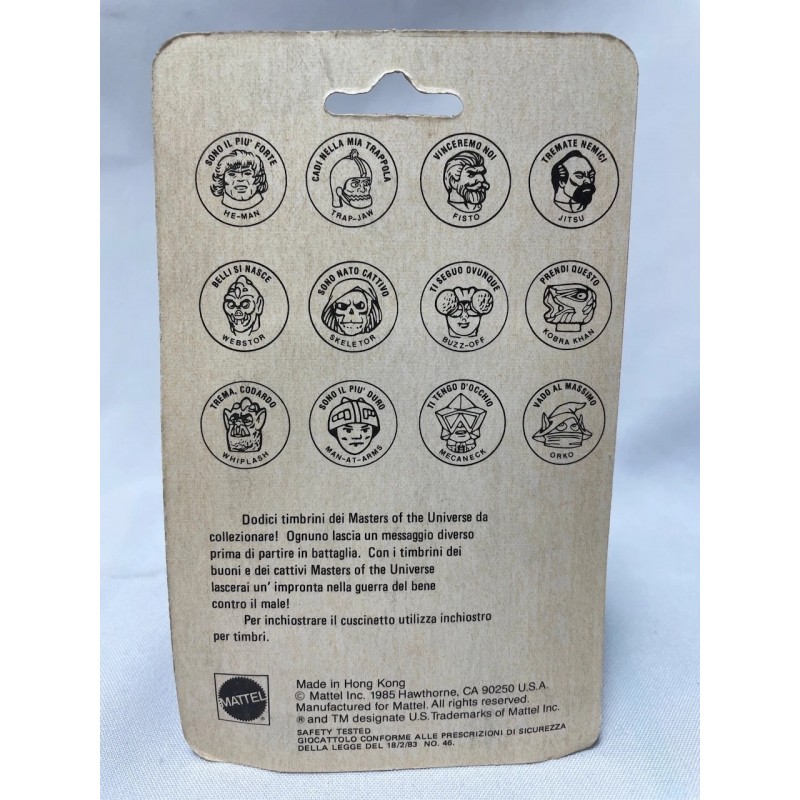 SONO IL PIU' FORTE
HE-MAN
CADI NELLA MIA TRAPPOLA
TRAP-JAW
VINCEREMO NOI
FISTO
TREMATE NEMICI
JITSU
BELLI SI NASCE
WEBSTOR
SONO NATO CATTIVO
SKELETOR
TI SEGUO OVUNQUE
BUZZ-OFF
PRENDI QUESTO
KOBRA KHAN
TREMA, CODARDO
WHIPLASH
SONO IL PIU' DURO
MAN-AT-ARMS
TI TENGO D'OCCHIO
MECANECK
VADO AL MASSIMO
ORKO
Dodici timbrini dei Masters of the Universe da
collezionare! Ognuno lascia un messaggio diverso
prima di partire in battaglia. Con i timbrini dei
buoni e dei cattivi Masters of the Universe
lascerai un' impronta nella guerra del bene
contro il male!
Per inchiostrare il cuscinetto utilizza inchiostro
per timbri.
MATTEL
®
Made in Hong Kong
© Mattel Inc. 1985 Hawthorne, CA 90250 U.S.A.
Manufactured for Mattel. All rights reserved.
® and TM designate U.S. Trademarks of Mattel Inc.
SAFETY TESTED
GIOCATTOLO CONFORME ALLE PRESCRIZIONI DI SICUREZZA
DELLA LEGGE DEL 18/2/83 NO. 46.